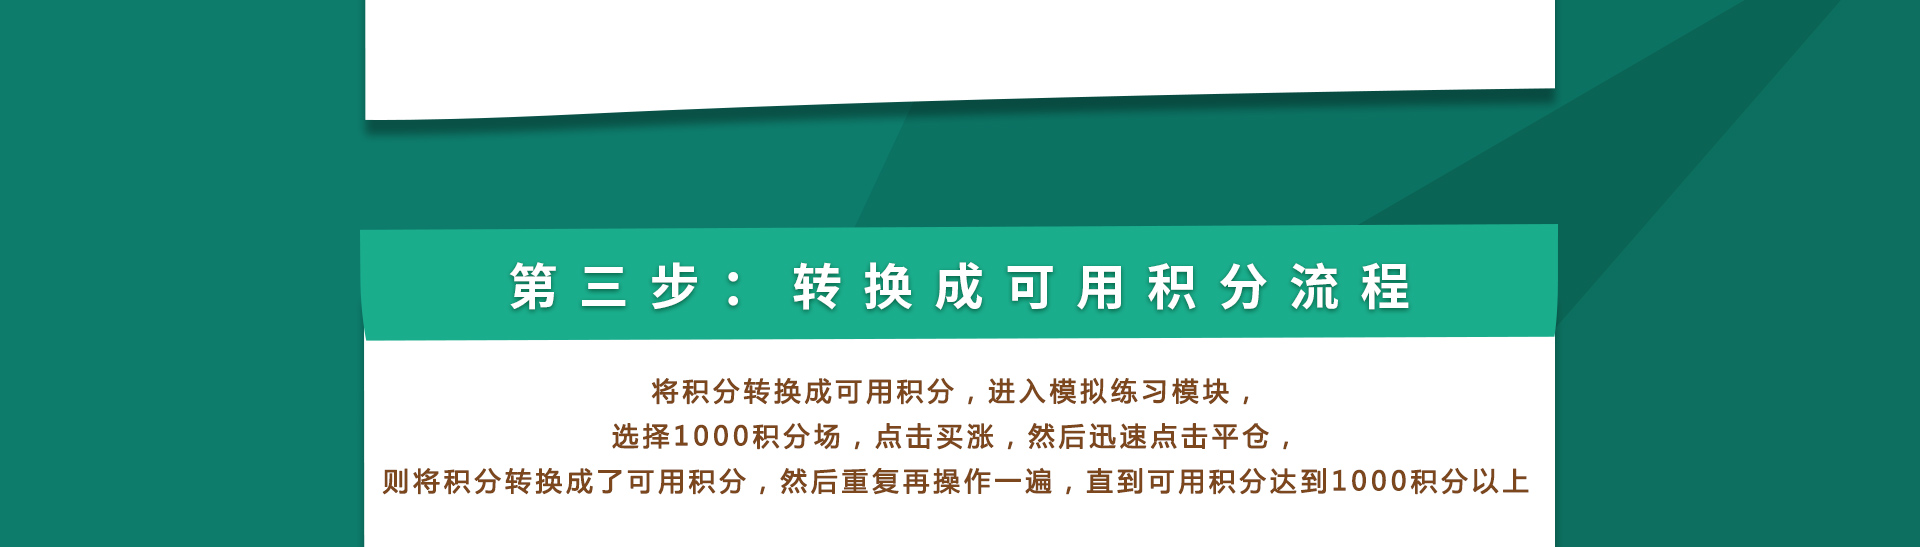 第三步：转换成可用积分流程
将积分转换成可用积分，进入模拟练习模块，
选择1000积分场，点击买涨，然后迅速点击平仓，
则将积分转换成了可用积分，然后重复再操作一遍，直到可用积分达到1000积分以上